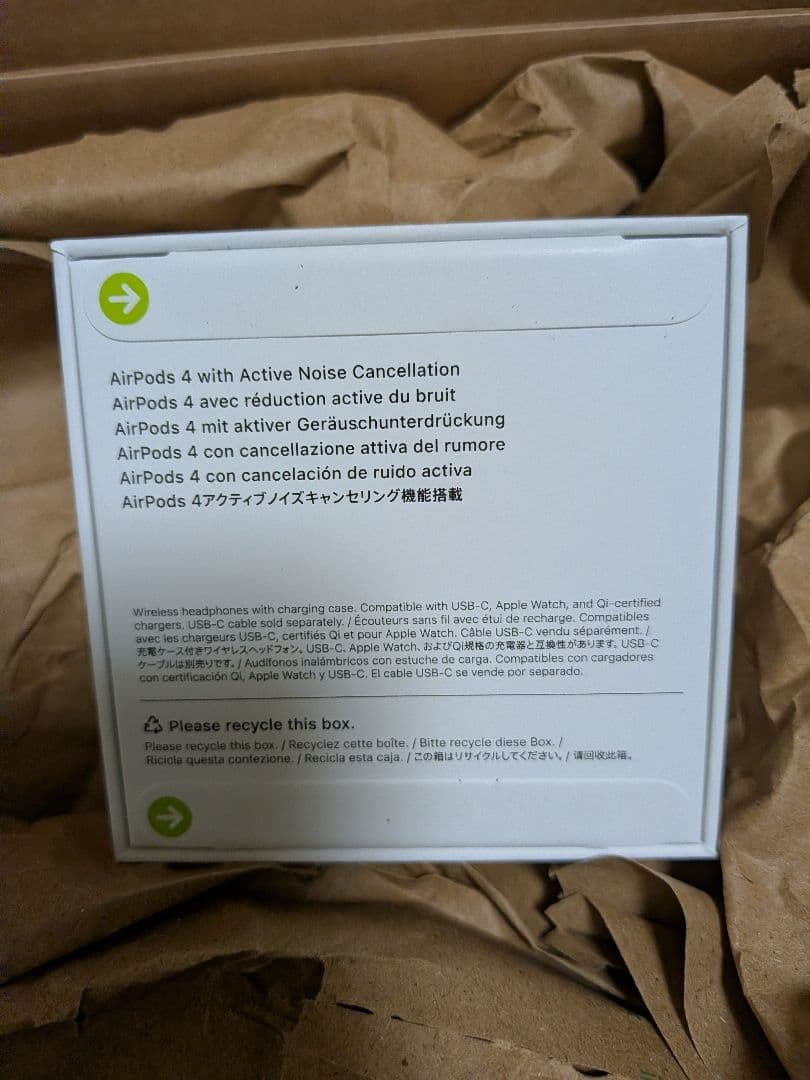 AirPods 4 with Active Noise Cancellation
AirPods 4 avec réduction active du bruit
AirPods 4 mit aktiver Geräuschunterdrückung
AirPods 4 con cancellazione attiva del rumore
AirPods 4 con cancelación de ruido activa
AirPods 4アクティブノイズキャンセリング機能搭載
Wireless headphones with charging case. Compatible with USB-C, Apple Watch, and Qi-certified
chargers. USB-C cable sold separately. / Écouteurs sans fil avec étui de recharge. Compatibles
avec les chargeurs USB-C, certifiés Qi et pour Apple Watch. Câble USB-C vendu séparément. /
充電ケース付きワイヤレスヘッドフォン。USB-C、Apple Watch、およびQi規格の充電器と互換性があります。USB-C
ケーブルは別売りです。/ Audífonos inalámbricos con estuche de carga. Compatibles con cargadores
con certificación Qi, Apple Watch y USB-C. El cable USB-C se vende por separado.
Please recycle this box.
Please recycle this box. / Recyclez cette boîte. / Bitte recycle diese Box. /
Ricicla questa confezione. / Recicla esta caja. / この箱はリサイクルしてください。/ 请回收此箱。